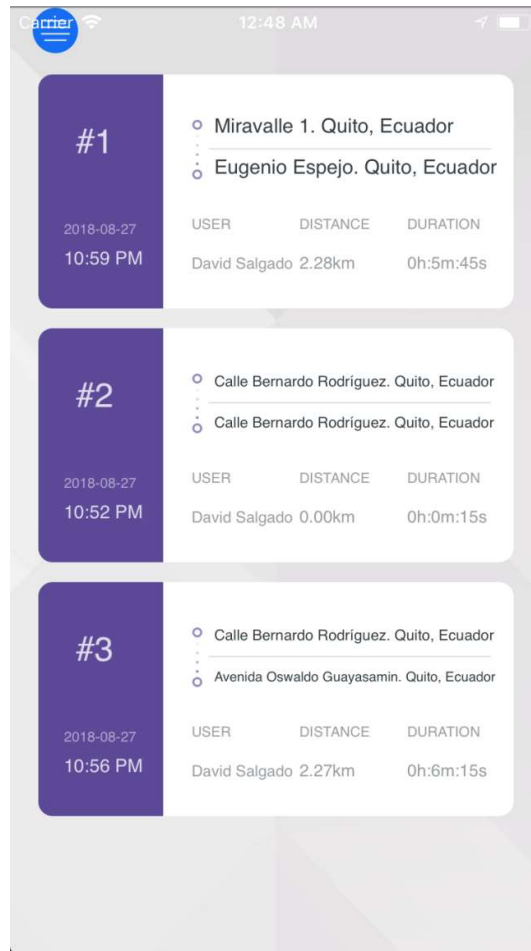 Carrier 12:48 AM
#1
2018-08-27
10:59 PM
Miravalle 1. Quito, Ecuador
Eugenio Espejo. Quito, Ecuador
USER DISTANCE DURATION
David Salgado 2.28km 0h:5m:45s
#2
2018-08-27
10:52 PM
Calle Bernardo Rodríguez. Quito, Ecuador
Calle Bernardo Rodríguez. Quito, Ecuador
USER DISTANCE DURATION
David Salgado 0.00km 0h:0m:15s
#3
2018-08-27
10:56 PM
Calle Bernardo Rodríguez. Quito, Ecuador
Avenida Oswaldo Guayasamin. Quito, Ecuador
USER DISTANCE DURATION
David Salgado 2.27km 0h:6m:15s